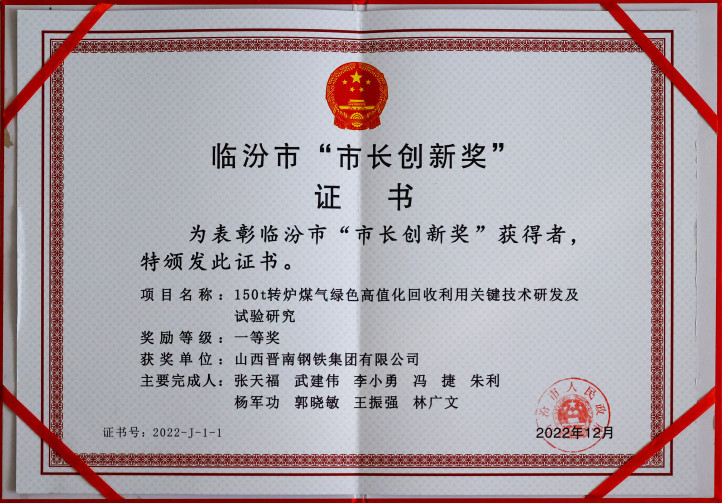 临汾市“市长创新奖”
证 书
为表彰临汾市“市长创新奖”获得者，
特颁发此证书。
项目名称：150t转炉煤气绿色高值化回收利用关键技术研发及
试验研究
奖励等级：一等奖
获奖单位：山西晋南钢铁集团有限公司
主要完成人：张天福 武建伟 李小勇 冯 捷 朱利
杨军功 郭晓敏 王振强 林广文
证书号：2022-J-1-1
2022年12月
市人民政